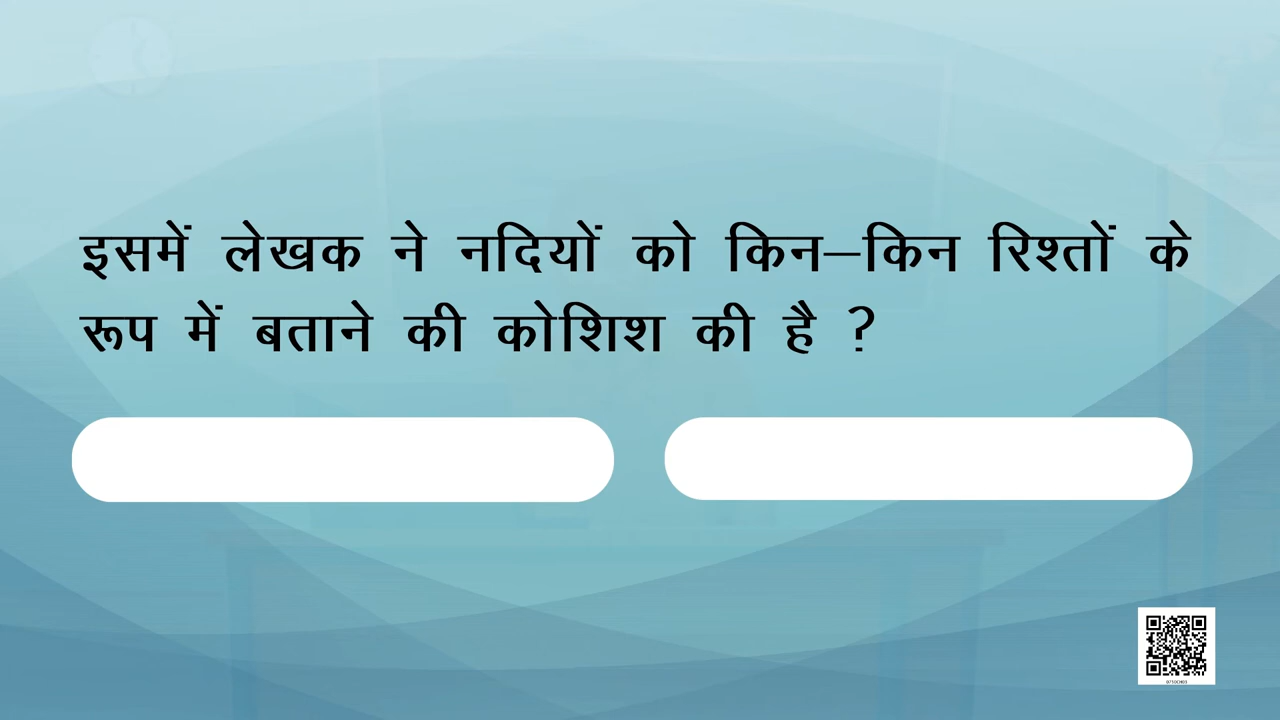 इसमें लेखक ने नदियों को किन–किन रिश्तों के
रूप में बताने की कोशिश की है ?